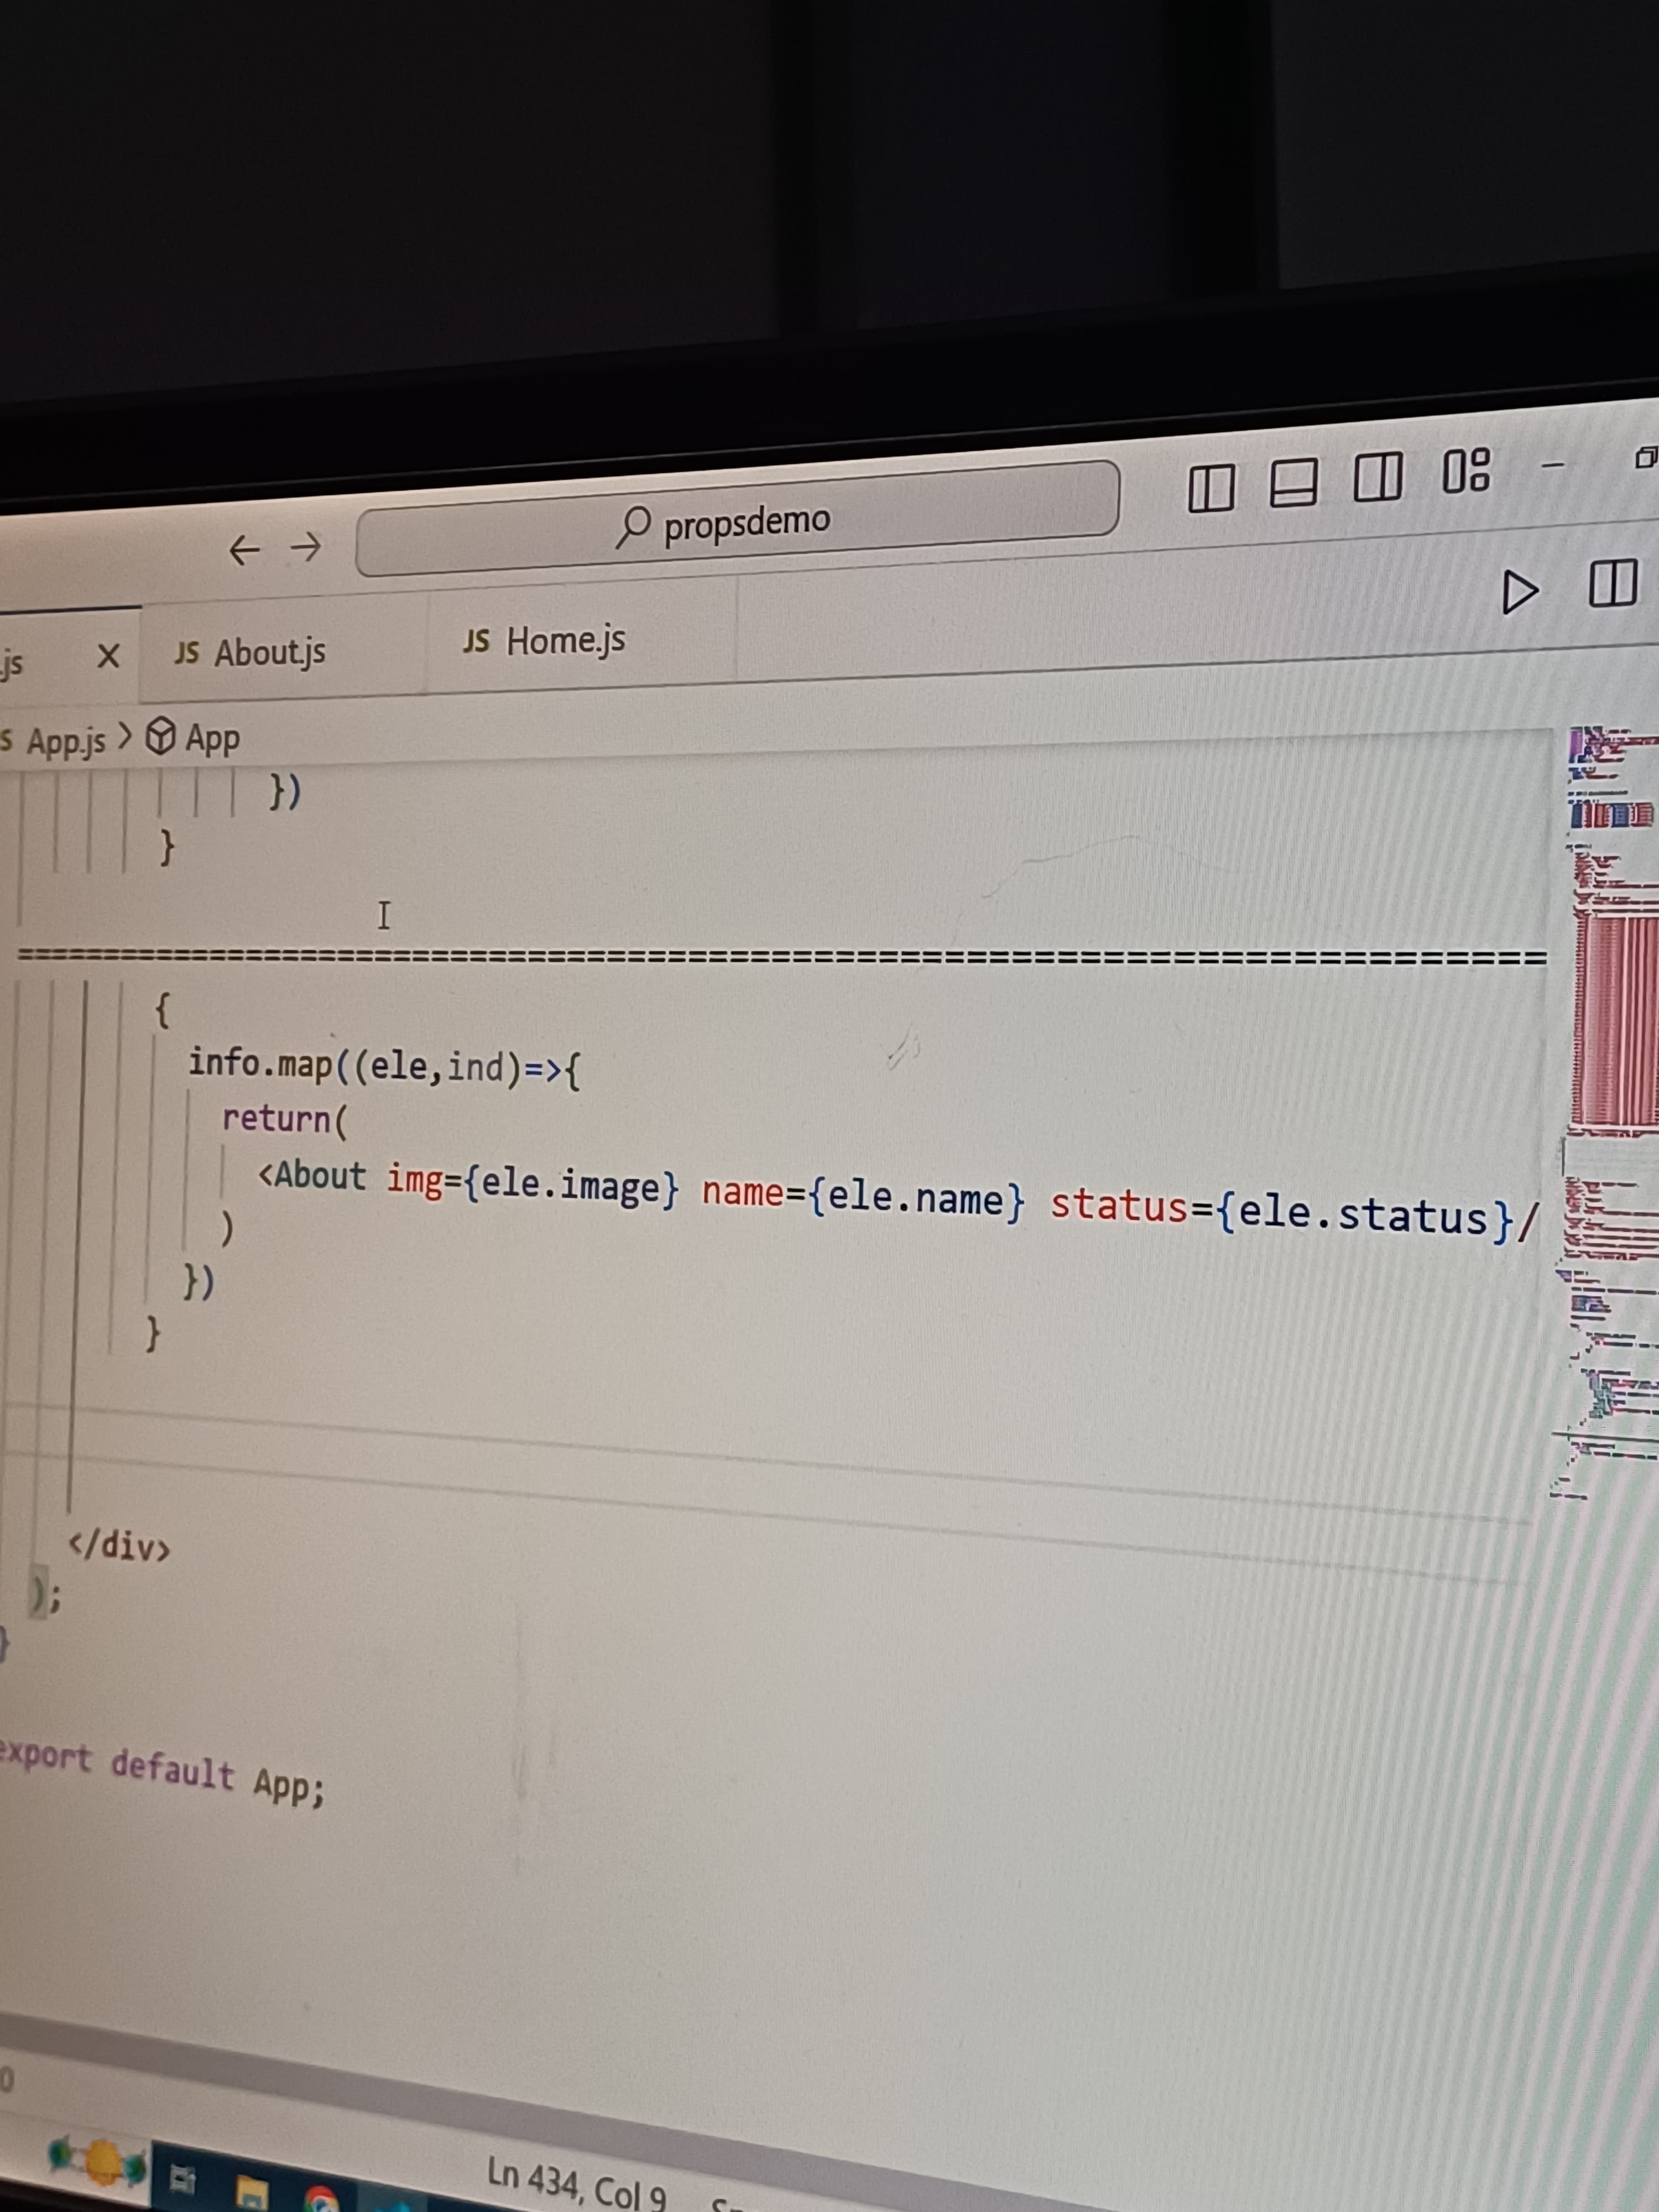 propsdemo
.js
JS About.js
JS Home.js
App.js > App
})
}
==========================================================================
{
info.map((ele,ind)=>{
return(
<About img={ele.image} name={ele.name} status={ele.status}/
)
})
}
</div>
);
}
export default App;
0
Ln 434, Col 9